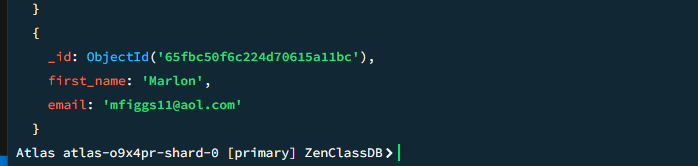 }
{
_id: ObjectId('65fbc50f6c224d70615a11bc'),
first_name: 'Marlon',
email: 'mfiggs11@aol.com'
}
Atlas atlas-o9x4pr-shard-0 [primary] ZenClassDB>